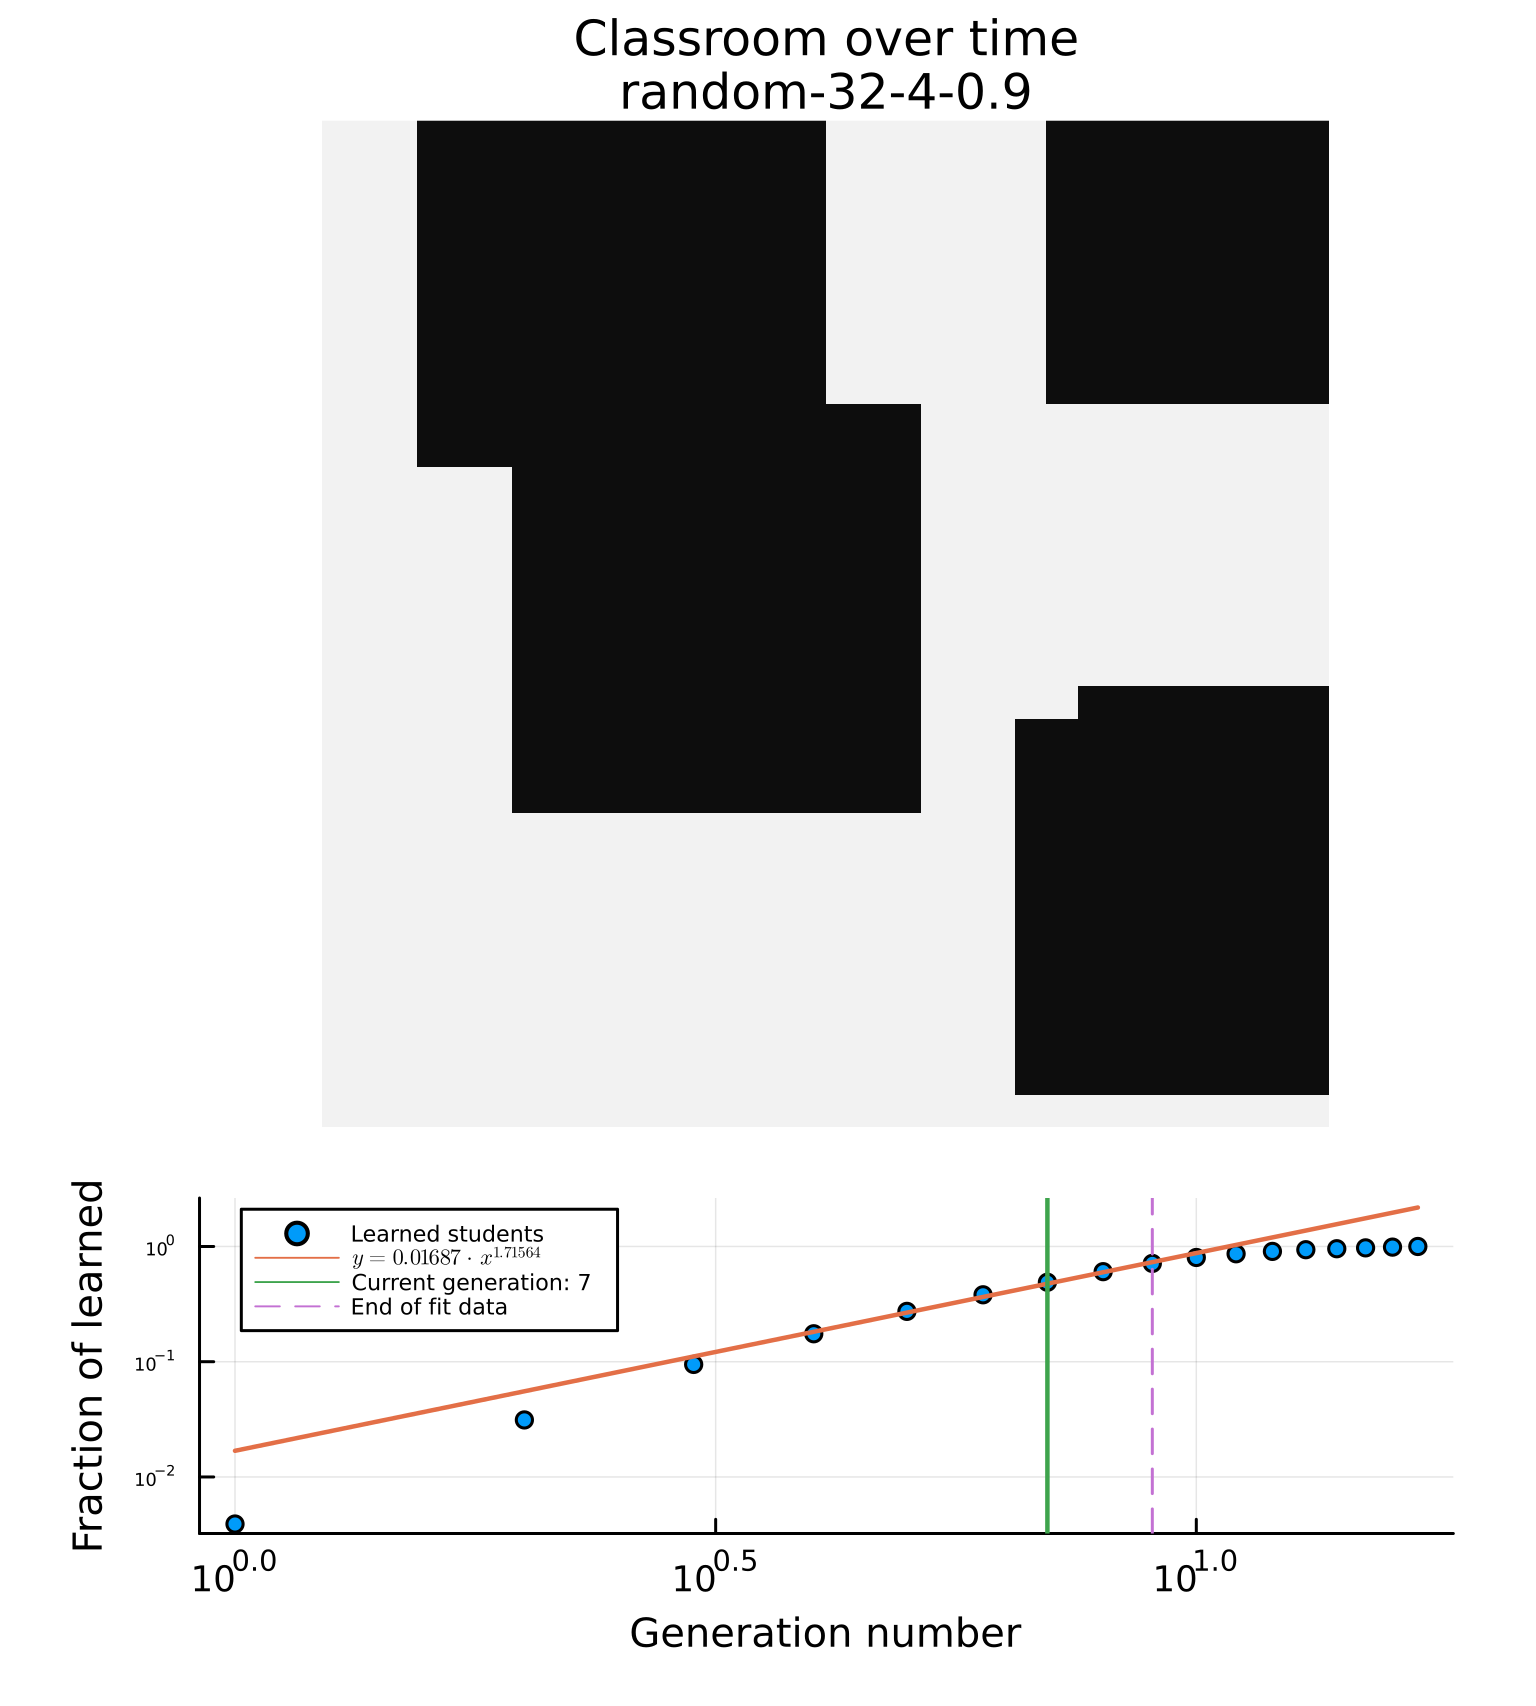 Classroom over time
random-32-4-0.9
Fraction of learned
10⁰
10⁻¹
10⁻²
Learned students
y = 0.01687 · x^1.71564
Current generation: 7
End of fit data
10^0.0
10^0.5
10^1.0
Generation number